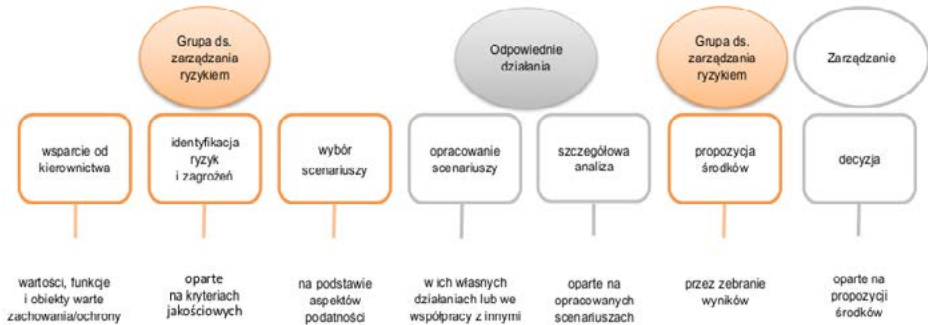 Grupa ds.
zarządzania
ryzykiem
Odpowiednie
działania
Grupa ds.
zarządzania
ryzykiem
Zarządzanie
wsparcie od
kierownictwa
identyfikacja
ryzyk
i zagrożeń
wybór
scenariuszy
opracowanie
scenariuszy
szczegółowa
analiza
propozycja
środków
decyzja
wartości, funkcje
i obiekty warte
zachowania/ochrony
oparte
na kryteriach
jakościowych
na podstawie
aspektów
podatności
w ich własnych
działaniach lub we
współpracy z innymi
oparte na
opracowanych
scenariuszach
przez zebranie
wyników
oparte na
propozycji
środków